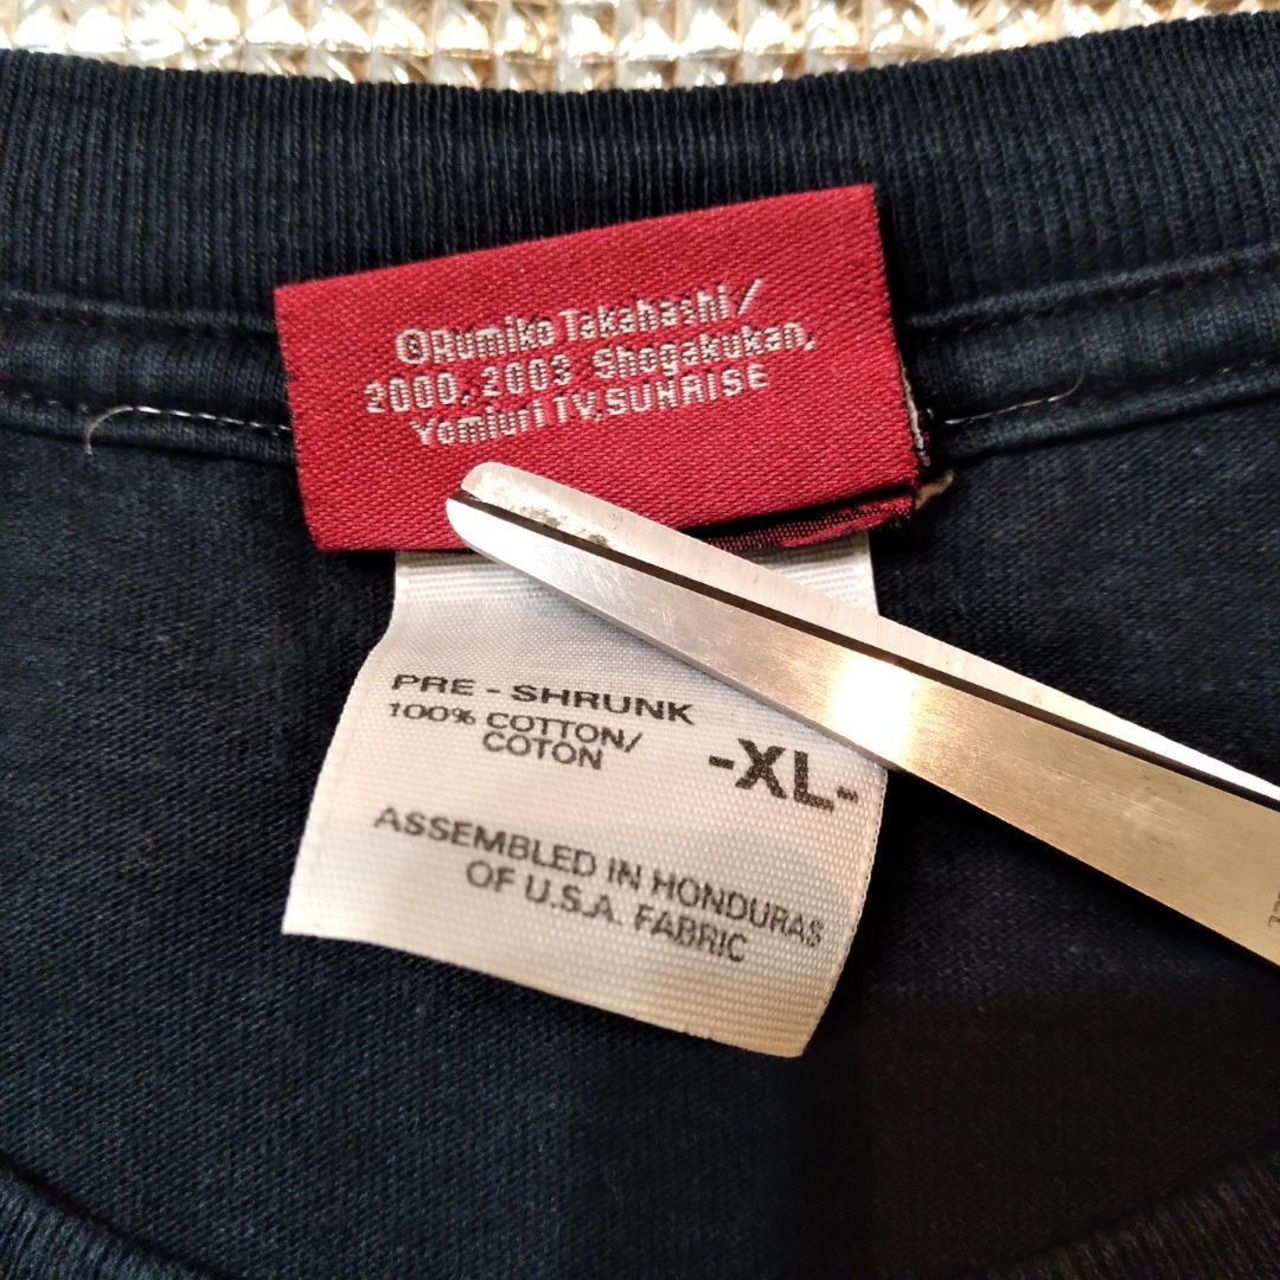 ©Rumiko Takahashi/
2000, 2003 Shogakukan,
Yomiuri TV, SUNRISE
PRE - SHRUNK
100% COTTON/
COTON
-XL-
ASSEMBLED IN HONDURAS
OF U.S.A. FABRIC